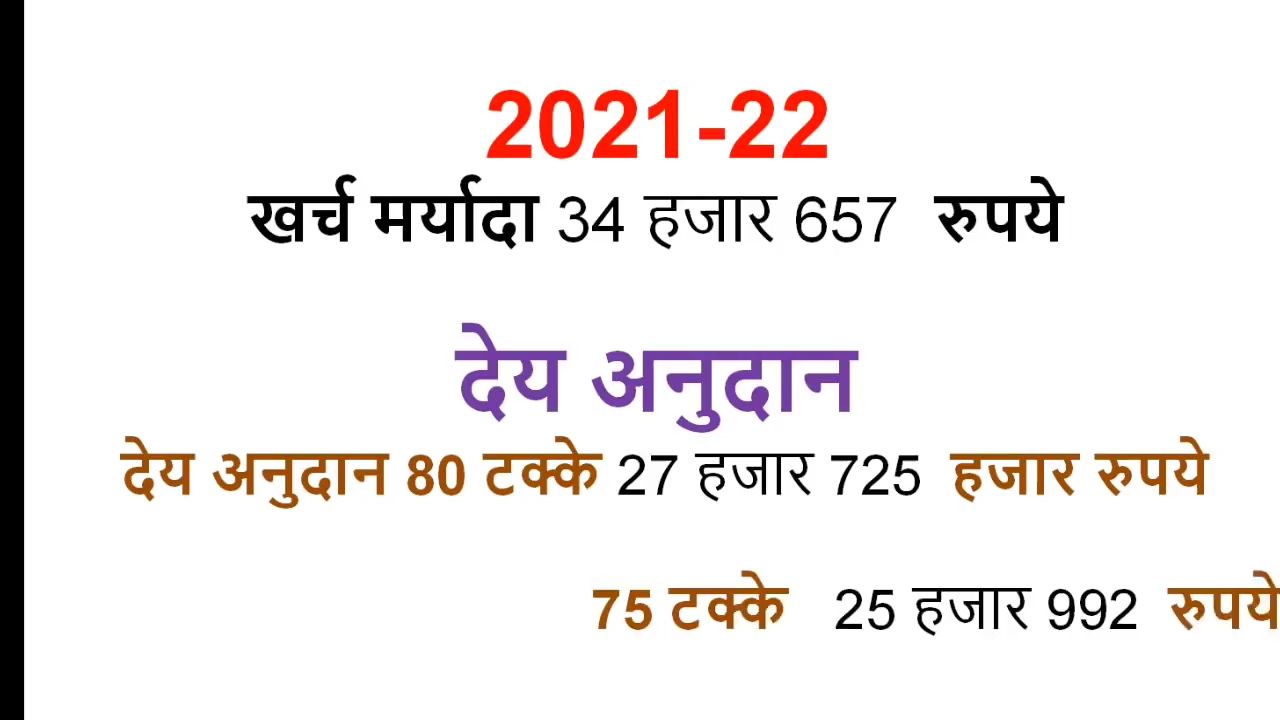 2021-22
खर्च मर्यादा 34 हजार 657 रुपये
देय अनुदान
देय अनुदान 80 टक्के 27 हजार 725 हजार रुपये
75 टक्के 25 हजार 992 रुपये